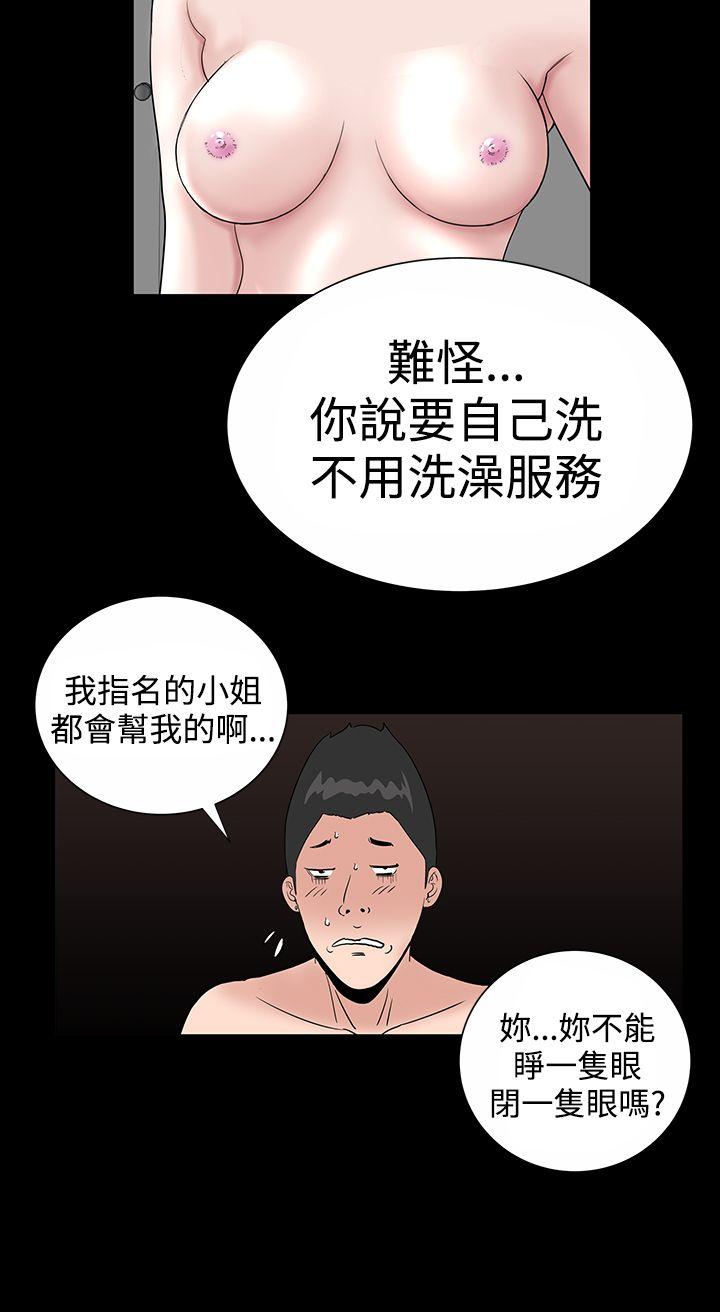 難怪...
你說要自己洗
不用洗澡服務
我指名的小姐
都會幫我的啊...
妳...妳不能
睜一隻眼
閉一隻眼嗎?